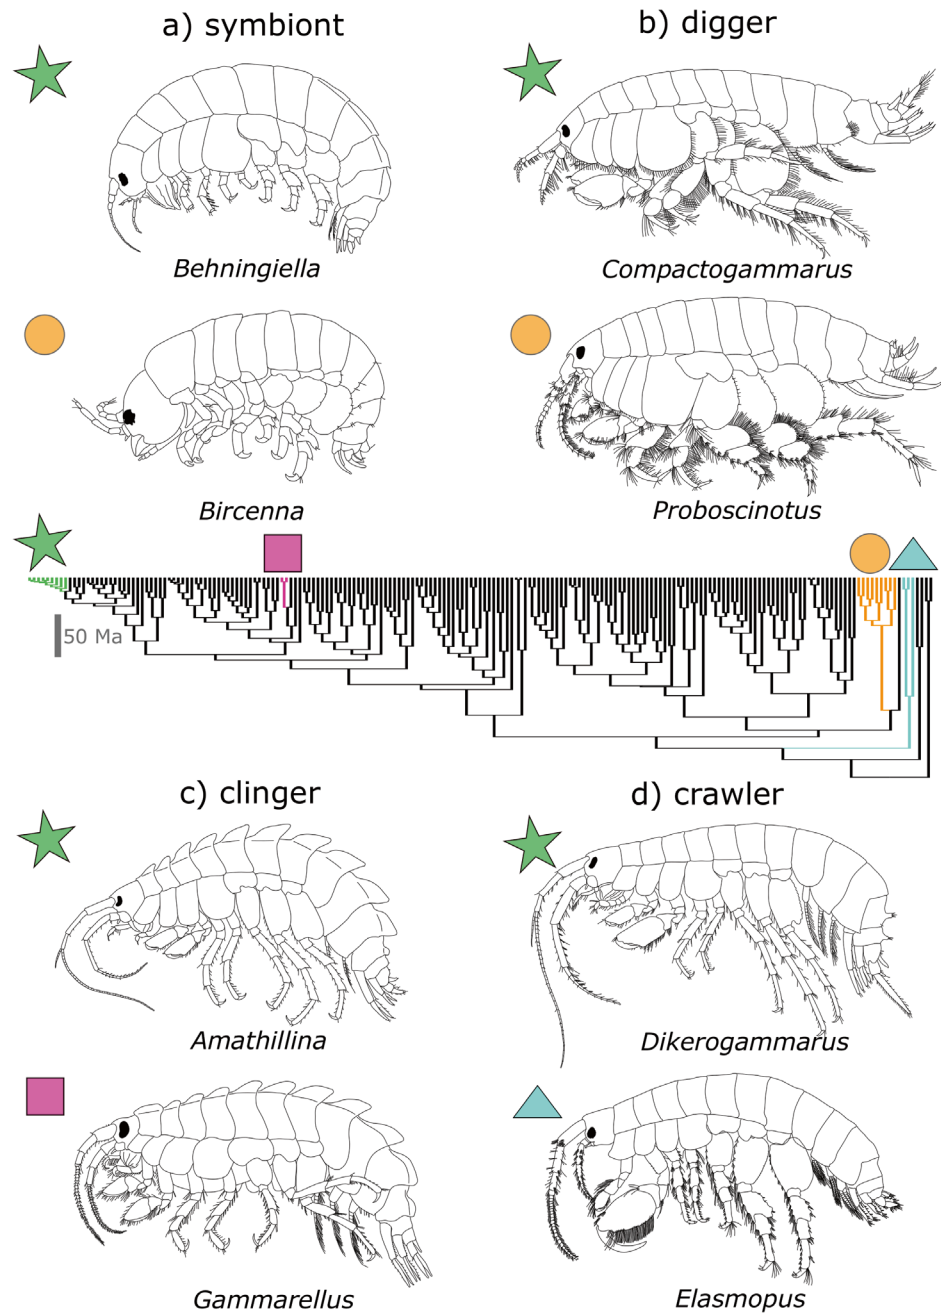 a) symbiont
b) digger
Behningiella
Compactogammarus
Bircenna
Proboscinotus
50 Ma
c) clinger
d) crawler
Amathillina
Dikerogammarus
Gammarellus
Elasmopus